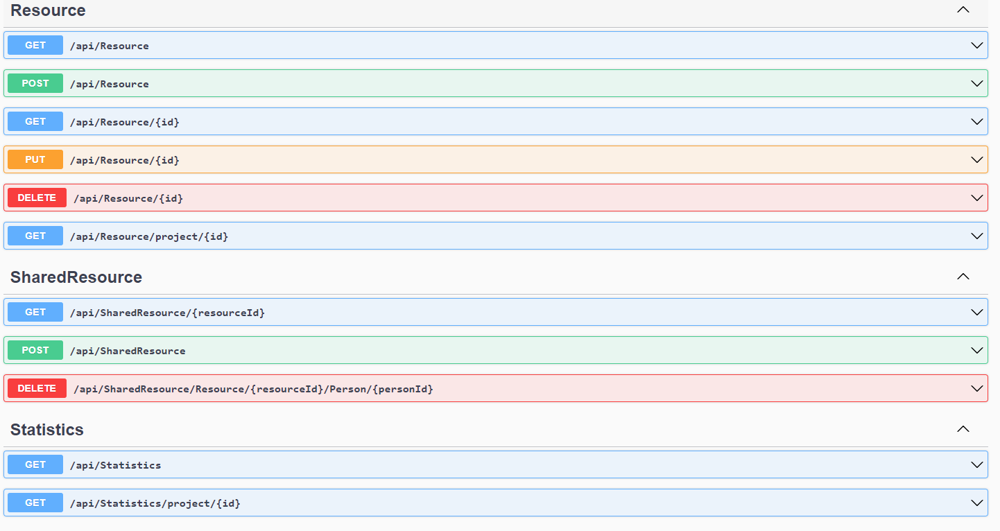 Resource
GET /api/Resource
POST /api/Resource
GET /api/Resource/{id}
PUT /api/Resource/{id}
DELETE /api/Resource/{id}
GET /api/Resource/project/{id}
SharedResource
GET /api/SharedResource/{resourceId}
POST /api/SharedResource
DELETE /api/SharedResource/Resource/{resourceId}/Person/{personId}
Statistics
GET /api/Statistics
GET /api/Statistics/project/{id}